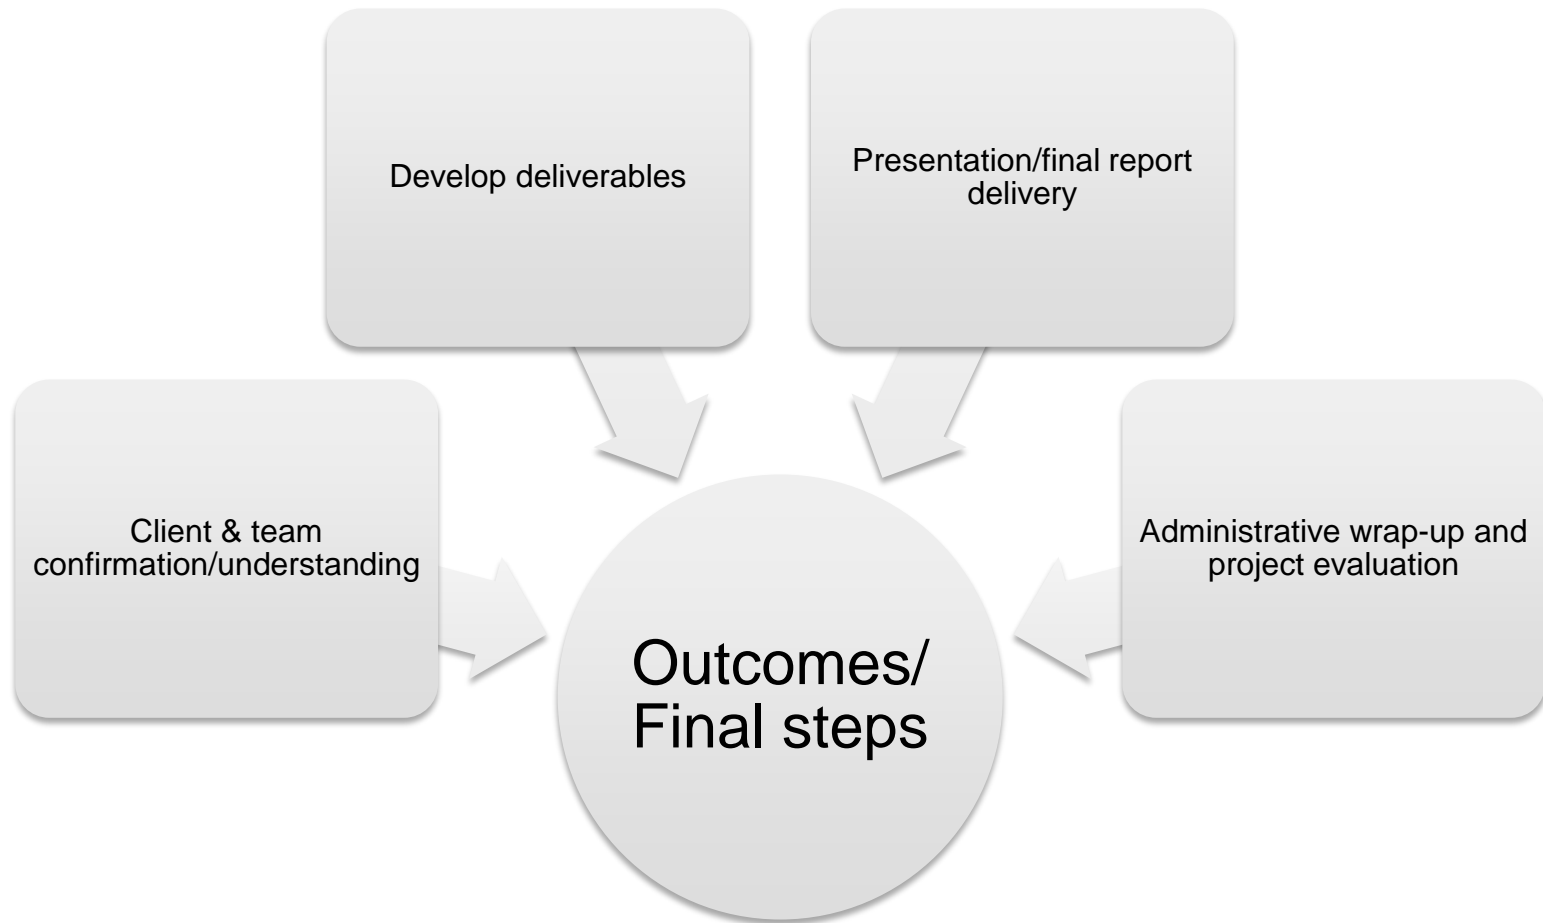 Develop deliverables
Presentation/final report
delivery
Client & team
confirmation/understanding
Administrative wrap-up and
project evaluation
Outcomes/
Final steps